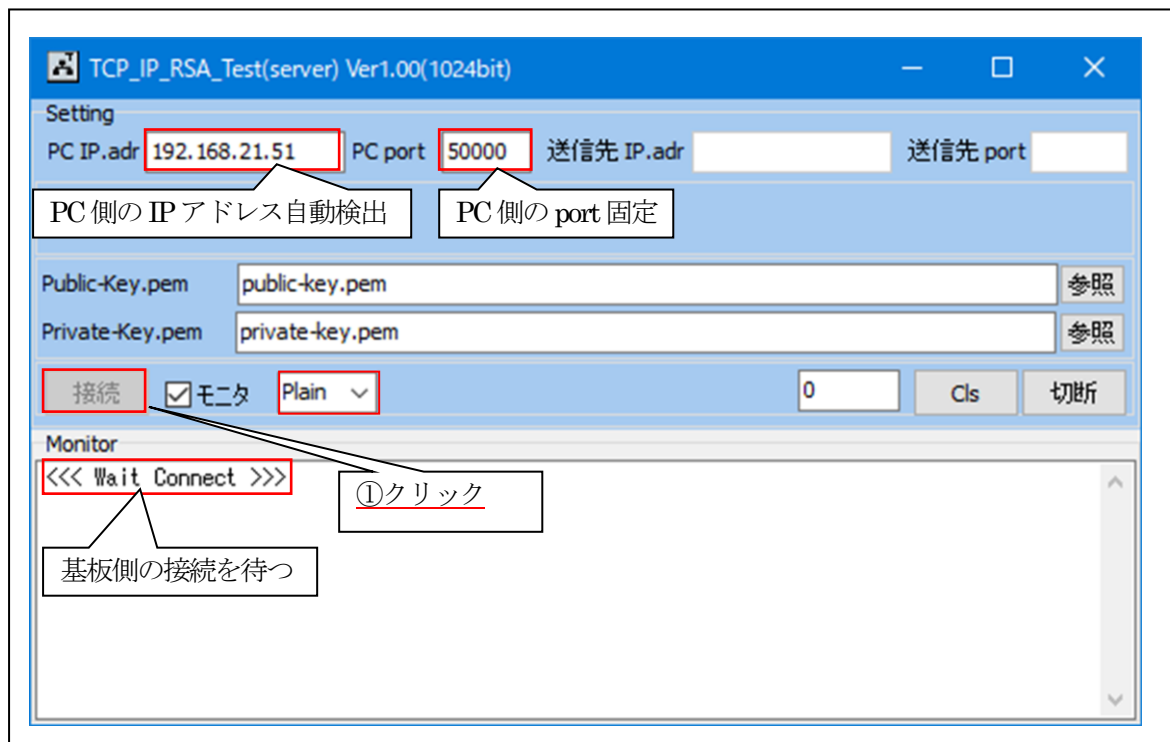 TCP_IP_RSA_Test(server) Ver1.00(1024bit)
Setting
PC IP.adr 192.168.21.51 PC port 50000 送信先 IP.adr 送信先 port
PC 側の IP アドレス自動検出 PC 側の port 固定
Public-Key.pem public-key.pem 参照
Private-Key.pem private-key.pem 参照
接続 モニタ Plain 0 Cls 切断
Monitor
<<< Wait Connect >>>
①クリック
基板側の接続を待つ